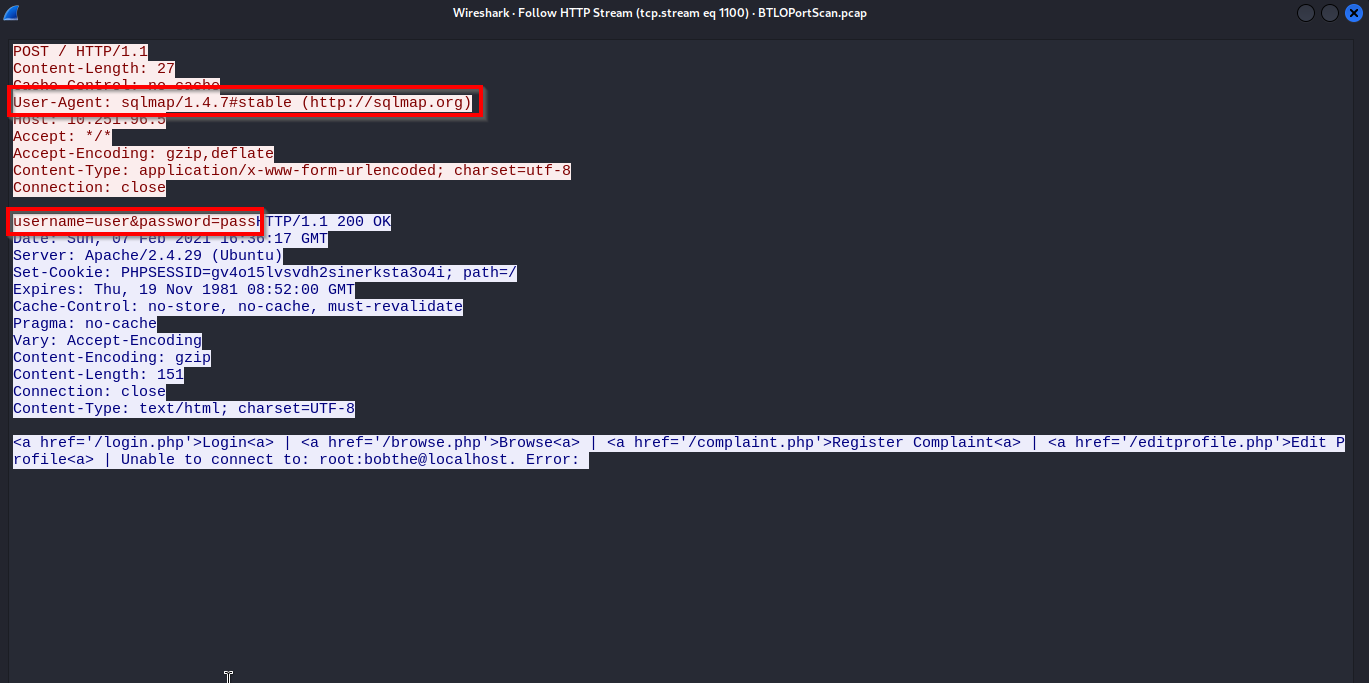 Wireshark · Follow HTTP Stream (tcp.stream eq 1100) · BTLOPortScan.pcap
POST / HTTP/1.1
Content-Length: 27
Cache-Control: no-cache
User-Agent: sqlmap/1.4.7#stable (http://sqlmap.org)
Host: 10.251.96.5
Accept: */*
Accept-Encoding: gzip,deflate
Content-Type: application/x-www-form-urlencoded; charset=utf-8
Connection: close
username=user&password=passHTTP/1.1 200 OK
Date: Sun, 07 Feb 2021 16:36:17 GMT
Server: Apache/2.4.29 (Ubuntu)
Set-Cookie: PHPSESSID=gv4o15lvsvdh2sinerksta3o4i; path=/
Expires: Thu, 19 Nov 1981 08:52:00 GMT
Cache-Control: no-store, no-cache, must-revalidate
Pragma: no-cache
Vary: Accept-Encoding
Content-Encoding: gzip
Content-Length: 151
Connection: close
Content-Type: text/html; charset=UTF-8
<a href='/login.php'>Login<a> | <a href='/browse.php'>Browse<a> | <a href='/complaint.php'>Register Complaint<a> | <a href='/editprofile.php'>Edit P
rofile<a> | Unable to connect to: root:bobthe@localhost. Error: